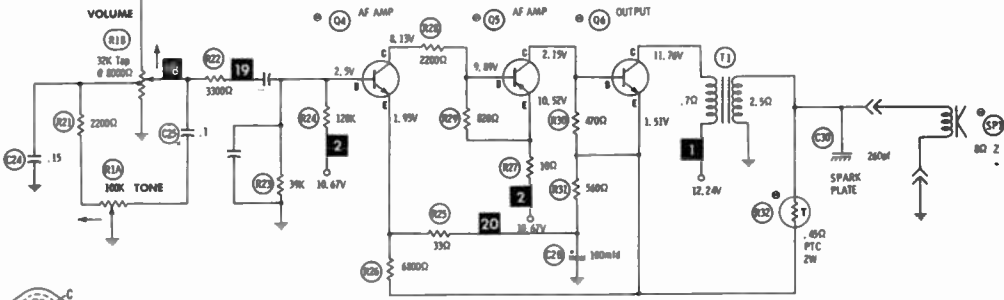 VOLUME
R1B
32K Tap
@ 8000Ω
R22
3300Ω
19
R21
2200Ω
C25
.1
C24
.15
R1A
100K TONE
R23
39K
R24
120K
2
10.67V
Q4
AF AMP
8.13V
C
2.5V
B
E
1.95V
R28
2200Ω
Q5
AF AMP
9.89V
C
B
E
2.15V
10.52V
R29
820Ω
R27
10Ω
2
10.67V
R25
33Ω
20
R26
6800Ω
Q6
OUTPUT
C
B
E
11.76V
1.51V
R30
470Ω
R31
560Ω
C28
100mfd
T1
.7Ω
2.5Ω
1
12.24V
C30
260μf
SPARK
PLATE
R32
T
.45Ω
PTC
2W
SP1
8Ω Z
C